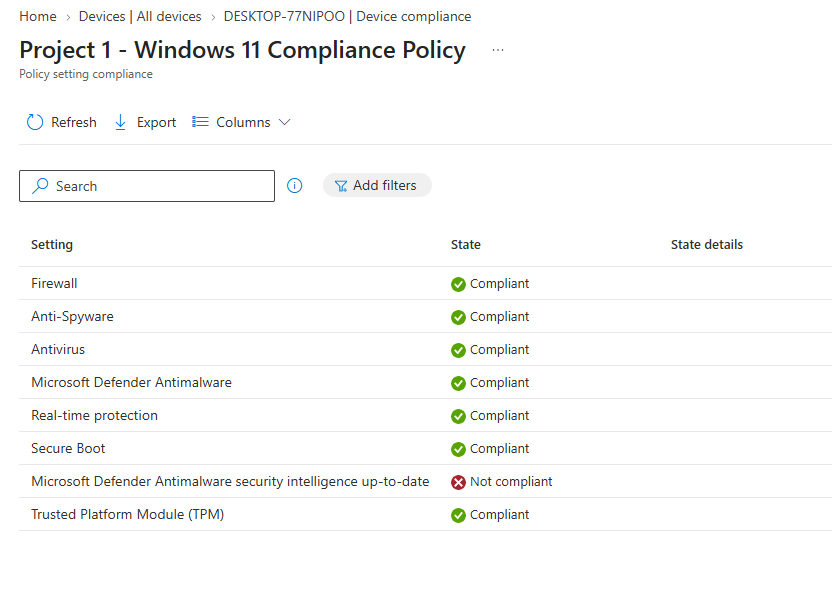 Home > Devices | All devices > DESKTOP-77NIPOO | Device compliance
Project 1 - Windows 11 Compliance Policy ...
Policy setting compliance
Refresh Export Columns
Search Add filters
Setting State State details
Firewall Compliant
Anti-Spyware Compliant
Antivirus Compliant
Microsoft Defender Antimalware Compliant
Real-time protection Compliant
Secure Boot Compliant
Microsoft Defender Antimalware security intelligence up-to-date Not compliant
Trusted Platform Module (TPM) Compliant